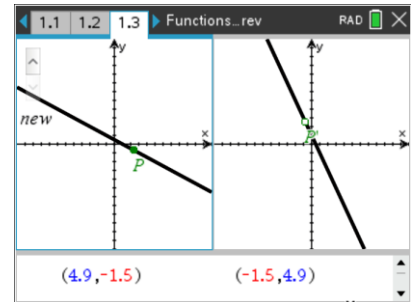 1.1 1.2 1.3 Functions...rev RAD
y y
new x x
P P'
(4.9,-1.5) (-1.5,4.9)